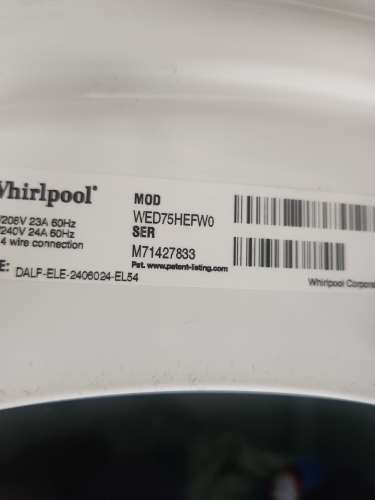 Whirlpool®
MOD
WED75HEFW0
/208V 23A 60Hz
/240V 24A 60Hz
4 wire connection
SER
M71427833
Pat. www.patent-listing.com
E: DALF-ELE-2406024-EL54
Whirlpool Corpora